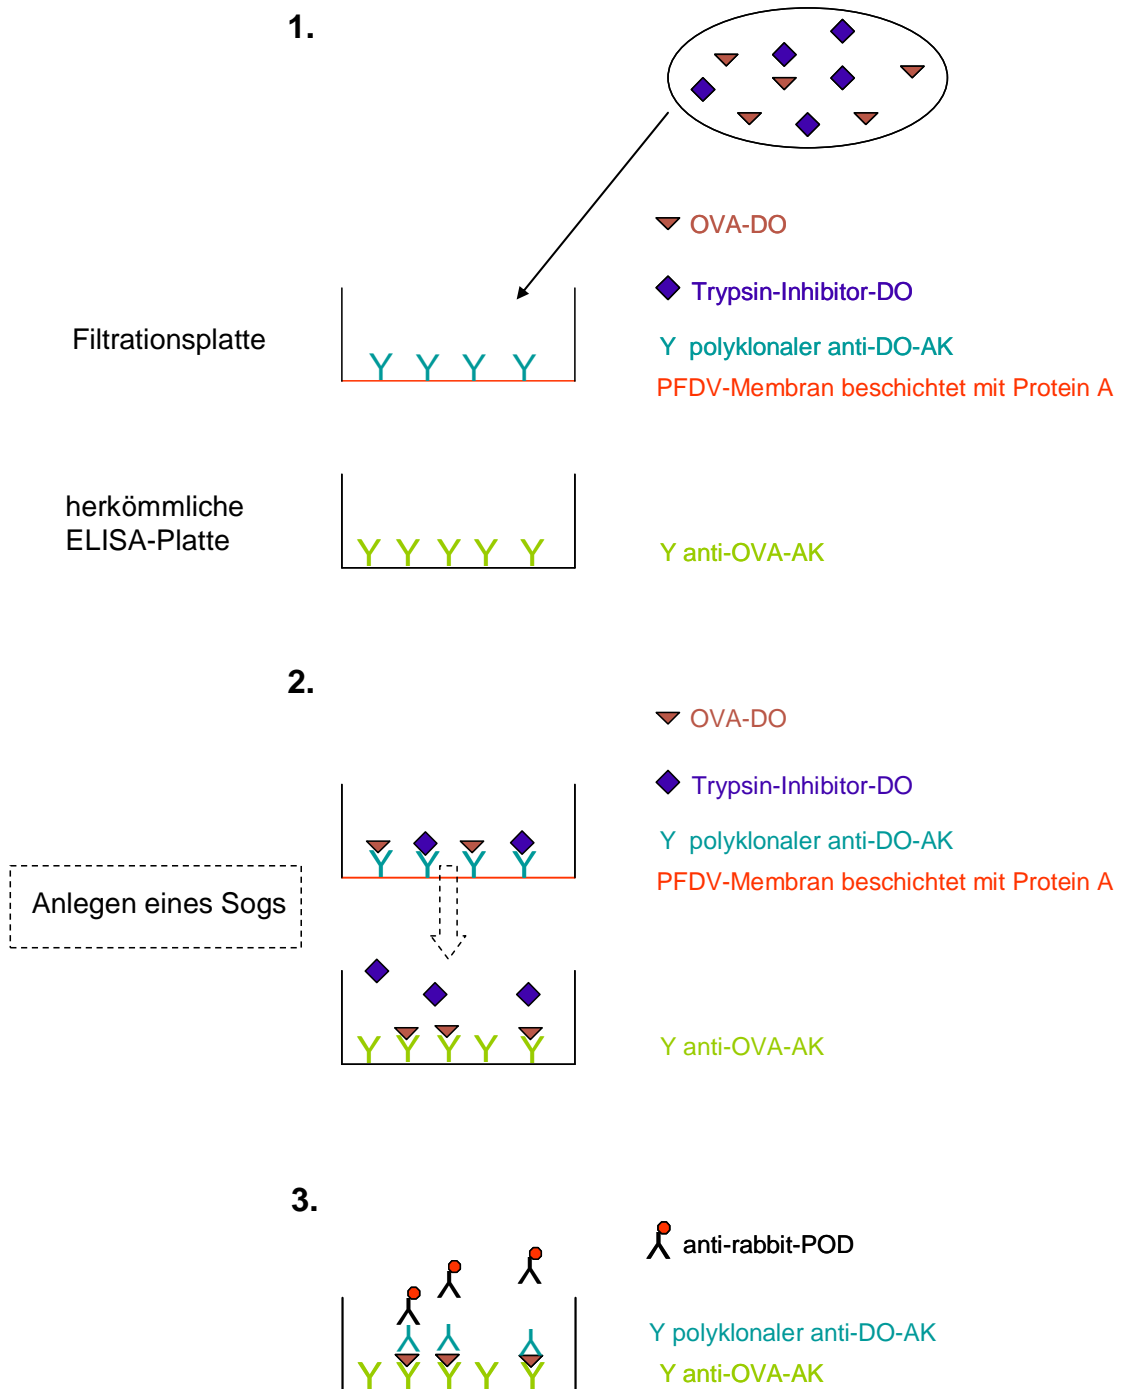 1.
OVA-DO
Trypsin-Inhibitor-DO
Filtrationsplatte
Y polyklonaler anti-DO-AK
PFDV-Membran beschichtet mit Protein A
herkömmliche
ELISA-Platte
Y anti-OVA-AK
2.
OVA-DO
Trypsin-Inhibitor-DO
Y polyklonaler anti-DO-AK
PFDV-Membran beschichtet mit Protein A
Anlegen eines Sogs
Y anti-OVA-AK
3.
anti-rabbit-POD
Y polyklonaler anti-DO-AK
Y anti-OVA-AK